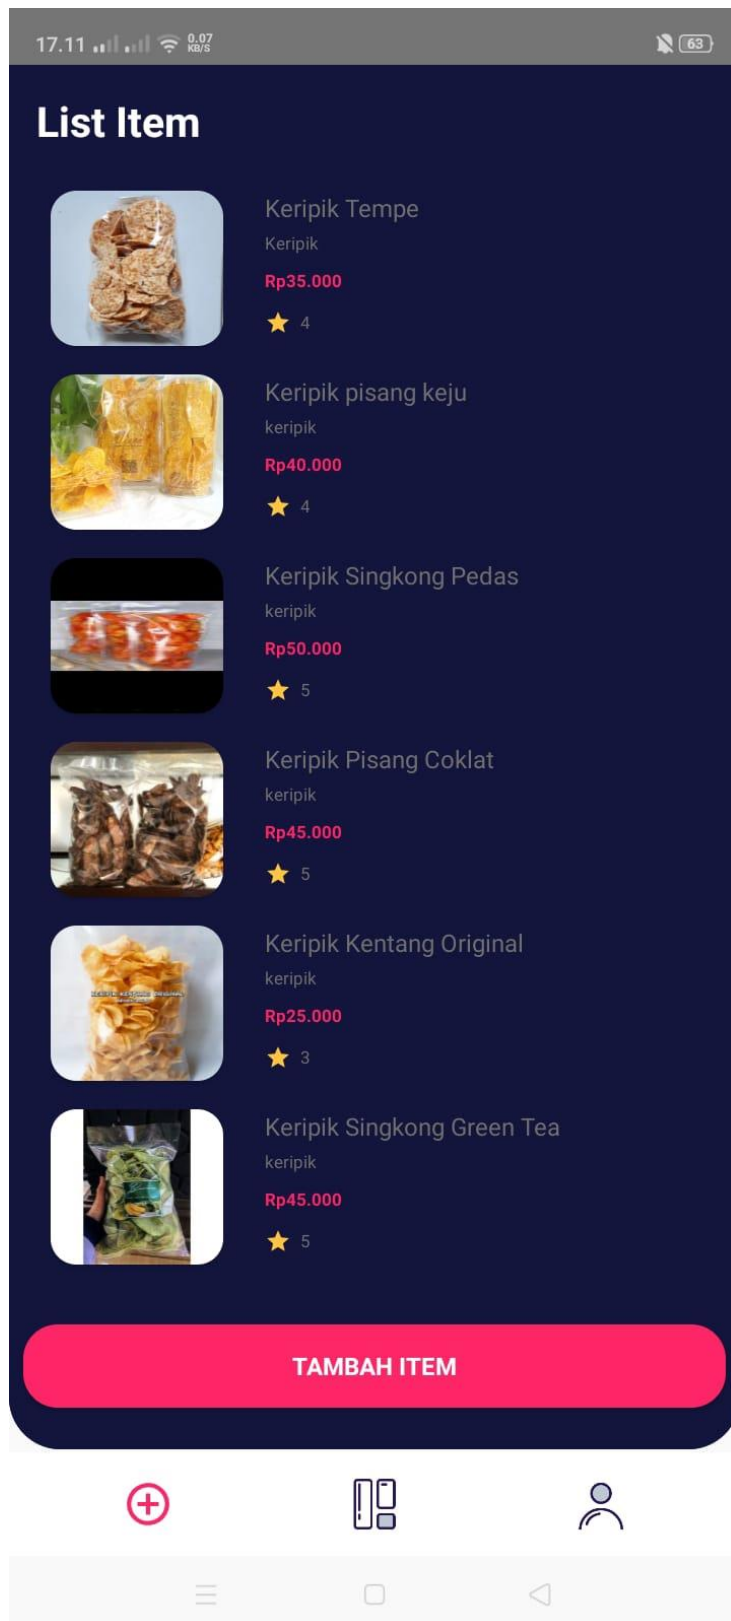 17.11
0.07
KB/S
63
List Item
Keripik Tempe
Keripik
Rp35.000
4
Keripik pisang keju
keripik
Rp40.000
4
Keripik Singkong Pedas
keripik
Rp50.000
5
Keripik Pisang Coklat
keripik
Rp45.000
5
Keripik Kentang Original
keripik
Rp25.000
3
Keripik Singkong Green Tea
keripik
Rp45.000
5
TAMBAH ITEM